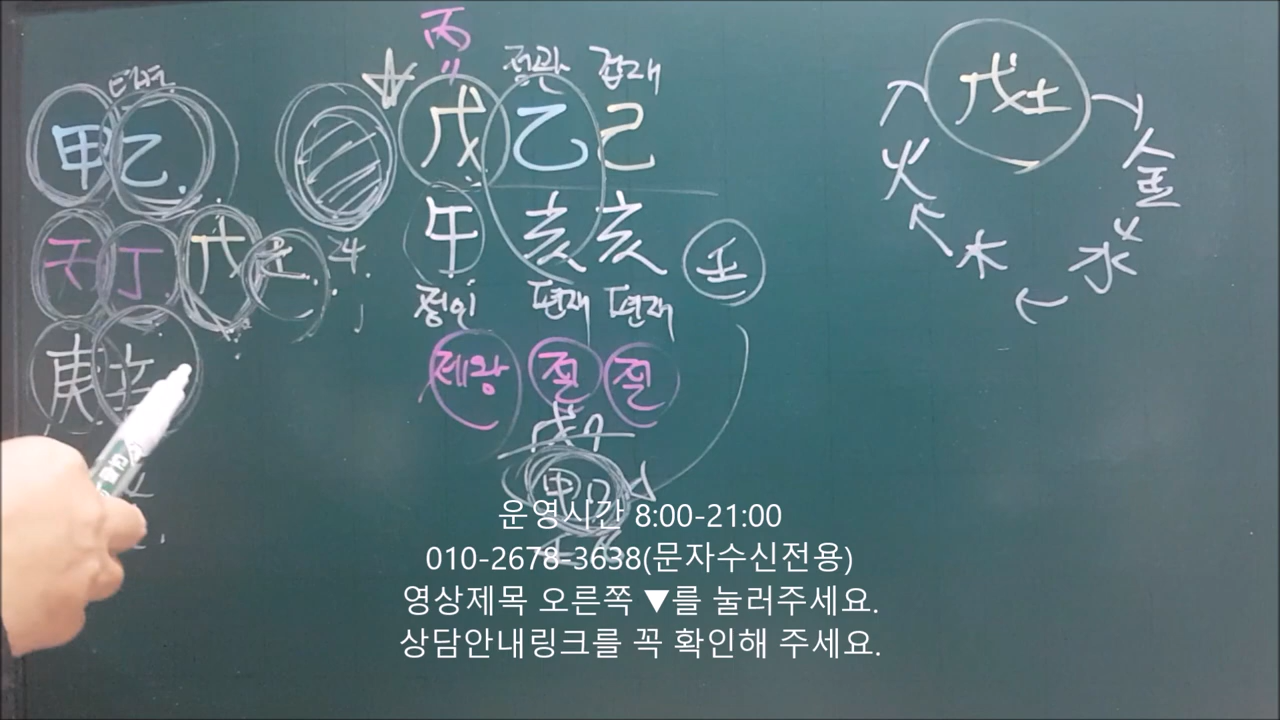 丙
〃
정관 겁재
甲 乙
戊 乙 己
午 亥 亥
壬
정인 편재 편재
제왕 절 절
丙 丁 戊
庚 辛
戊土
火 金
木 水
운영시간 8:00-21:00
010-2678-3638(문자수신전용)
영상제목 오른쪽 ▼를 눌러주세요.
상담안내링크를 꼭 확인해 주세요.